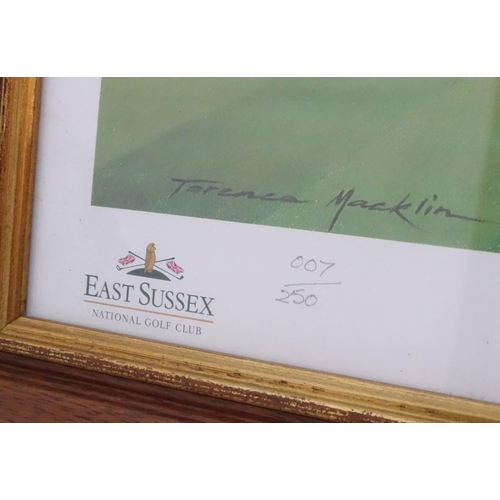 Terence Macklin
007
250
EAST SUSSEX
NATIONAL GOLF CLUB